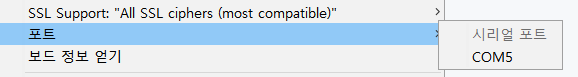 SSL Support: "All SSL ciphers (most compatible)"
포트
시리얼 포트
COM5
보드 정보 얻기